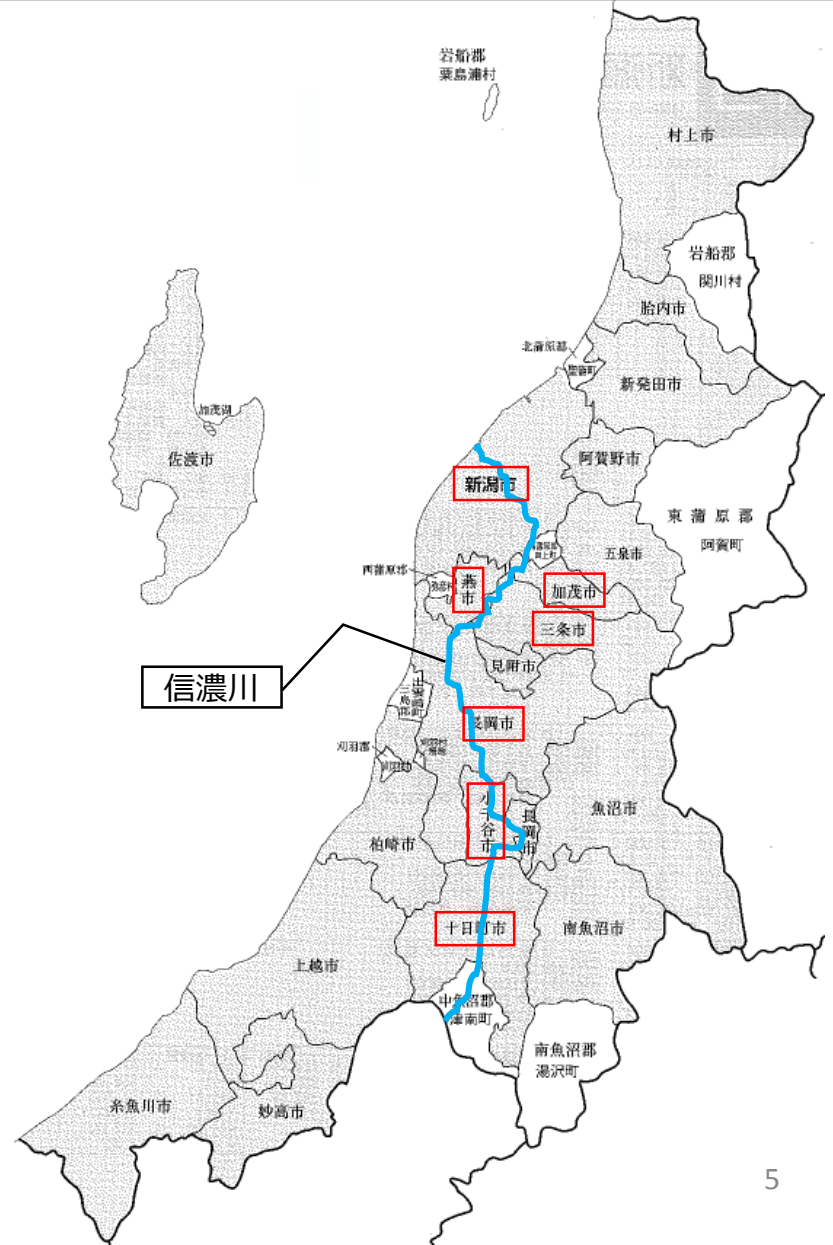 岩船郡
粟島浦村
村上市
岩船郡
関川村
胎内市
北蒲原郡
聖籠町
新発田市
加茂湖
佐渡市
阿賀野市
新潟市
東蒲原郡
阿賀町
五泉市
西蒲原郡
燕市
加茂市
三条市
見附市
信濃川
長岡市
刈羽郡
小千谷市
長岡市
魚沼市
柏崎市
十日町市
南魚沼市
上越市
中魚沼郡
津南町
南魚沼郡
湯沢町
糸魚川市
妙高市
5